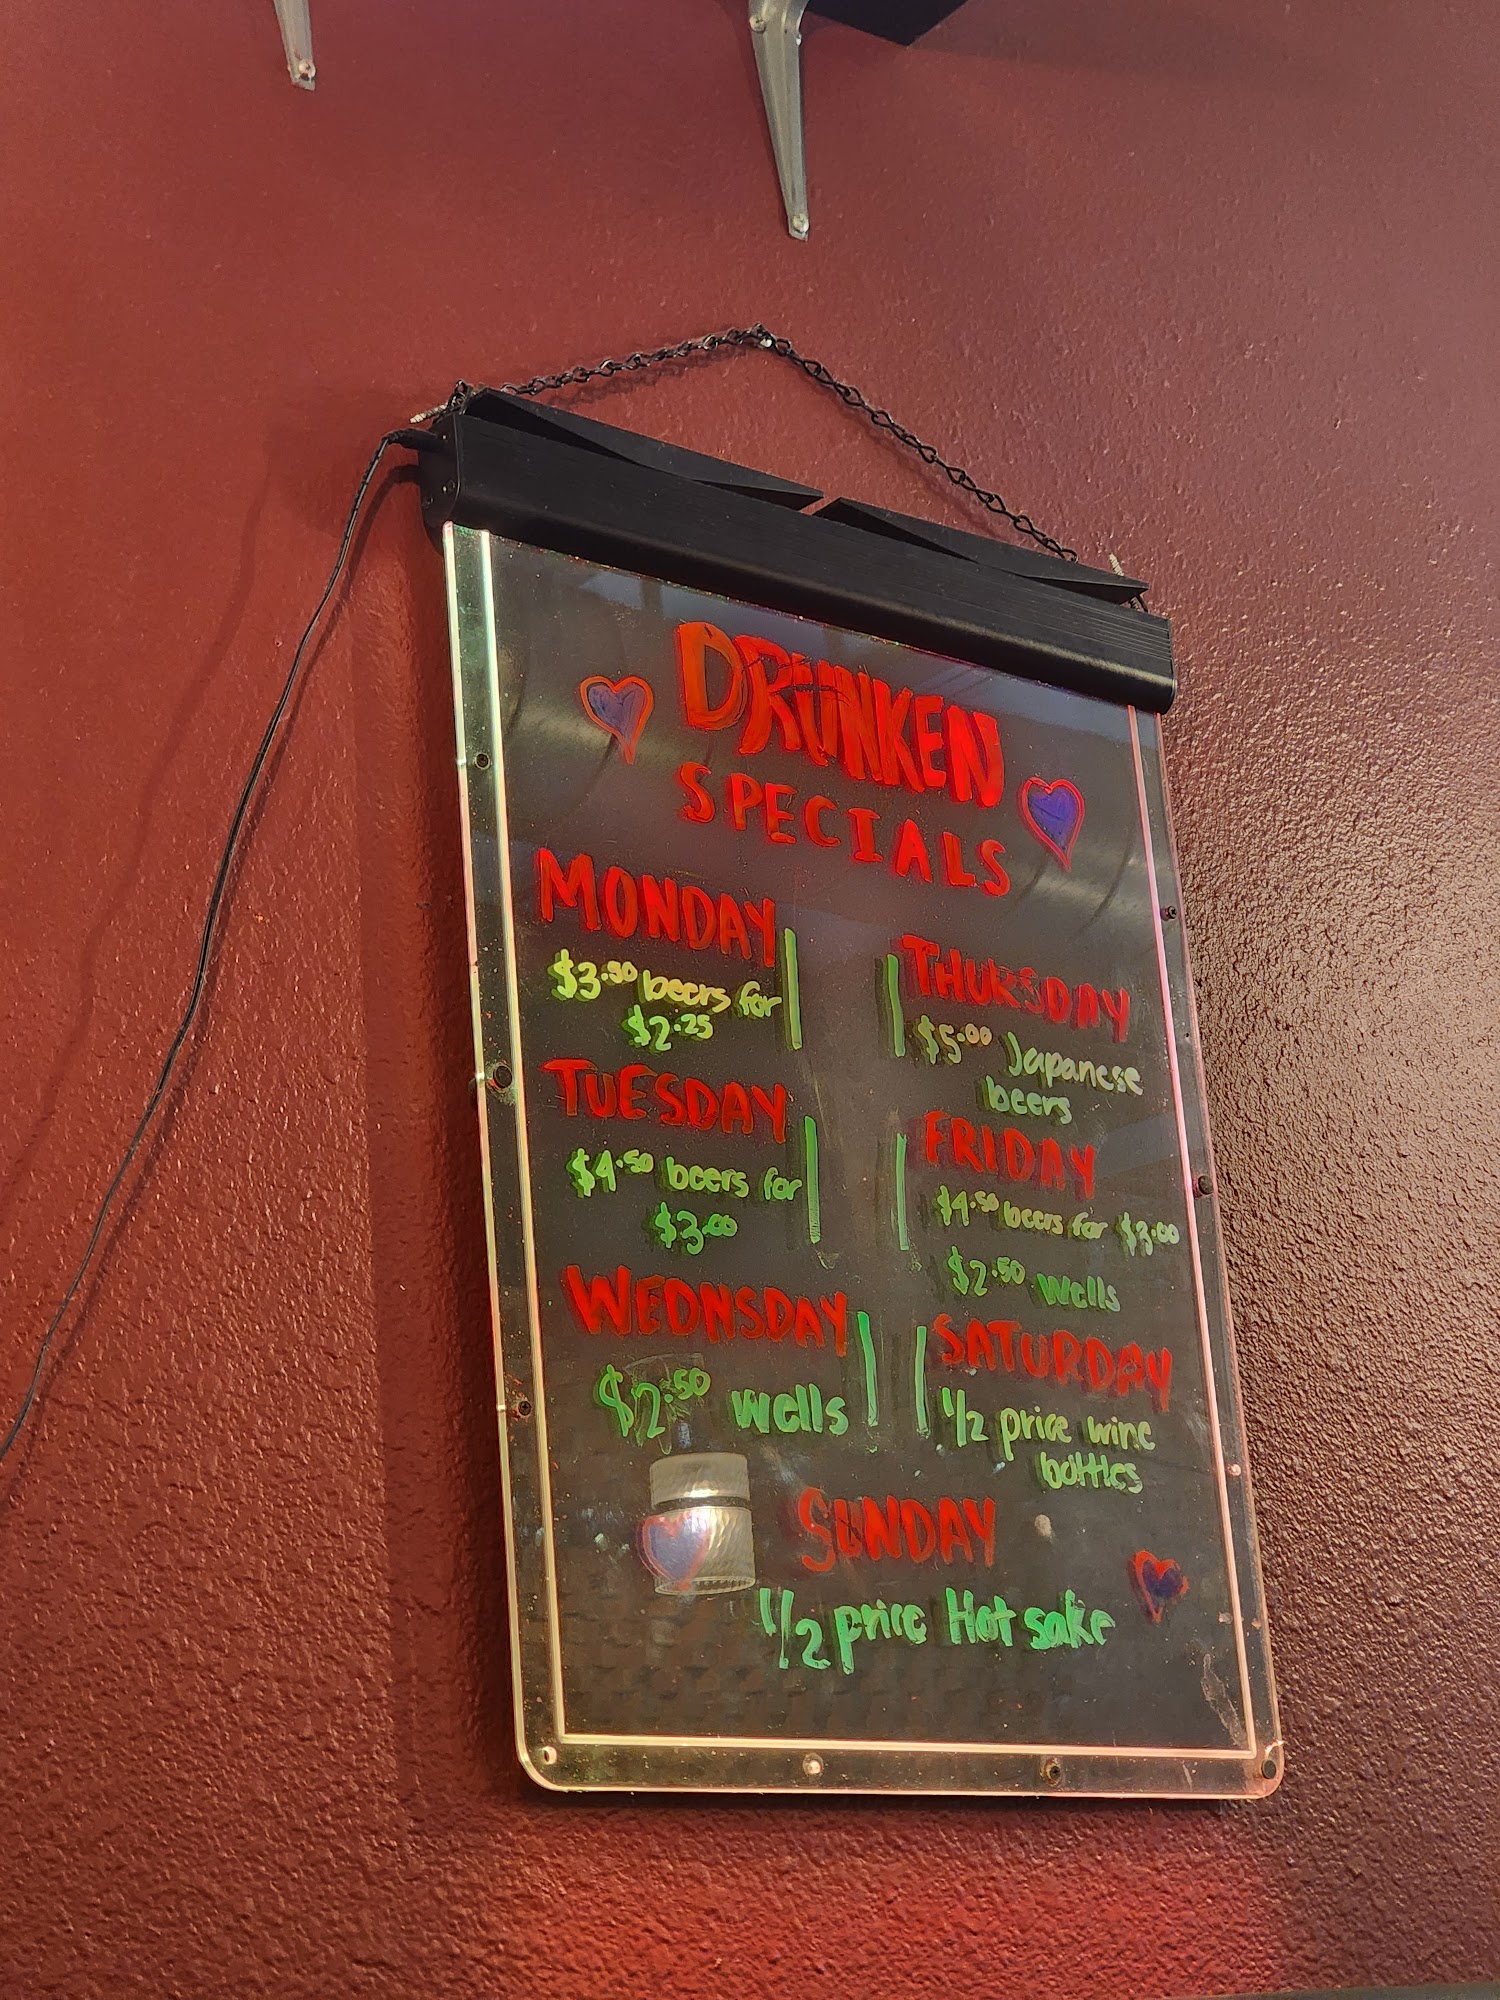 DRUNKEN
SPECIALS
MONDAY
$3.50 beers for
$2.25
TUESDAY
$4.50 beers for
$3.00
WEDNSDAY
$2.50 wells
THURSDAY
$5.00 Japanese
beers
FRIDAY
$4.50 beers for $3.00
$2.50 wells
SATURDAY
1/2 price wine
bottles
SUNDAY
1/2 price Hot sake